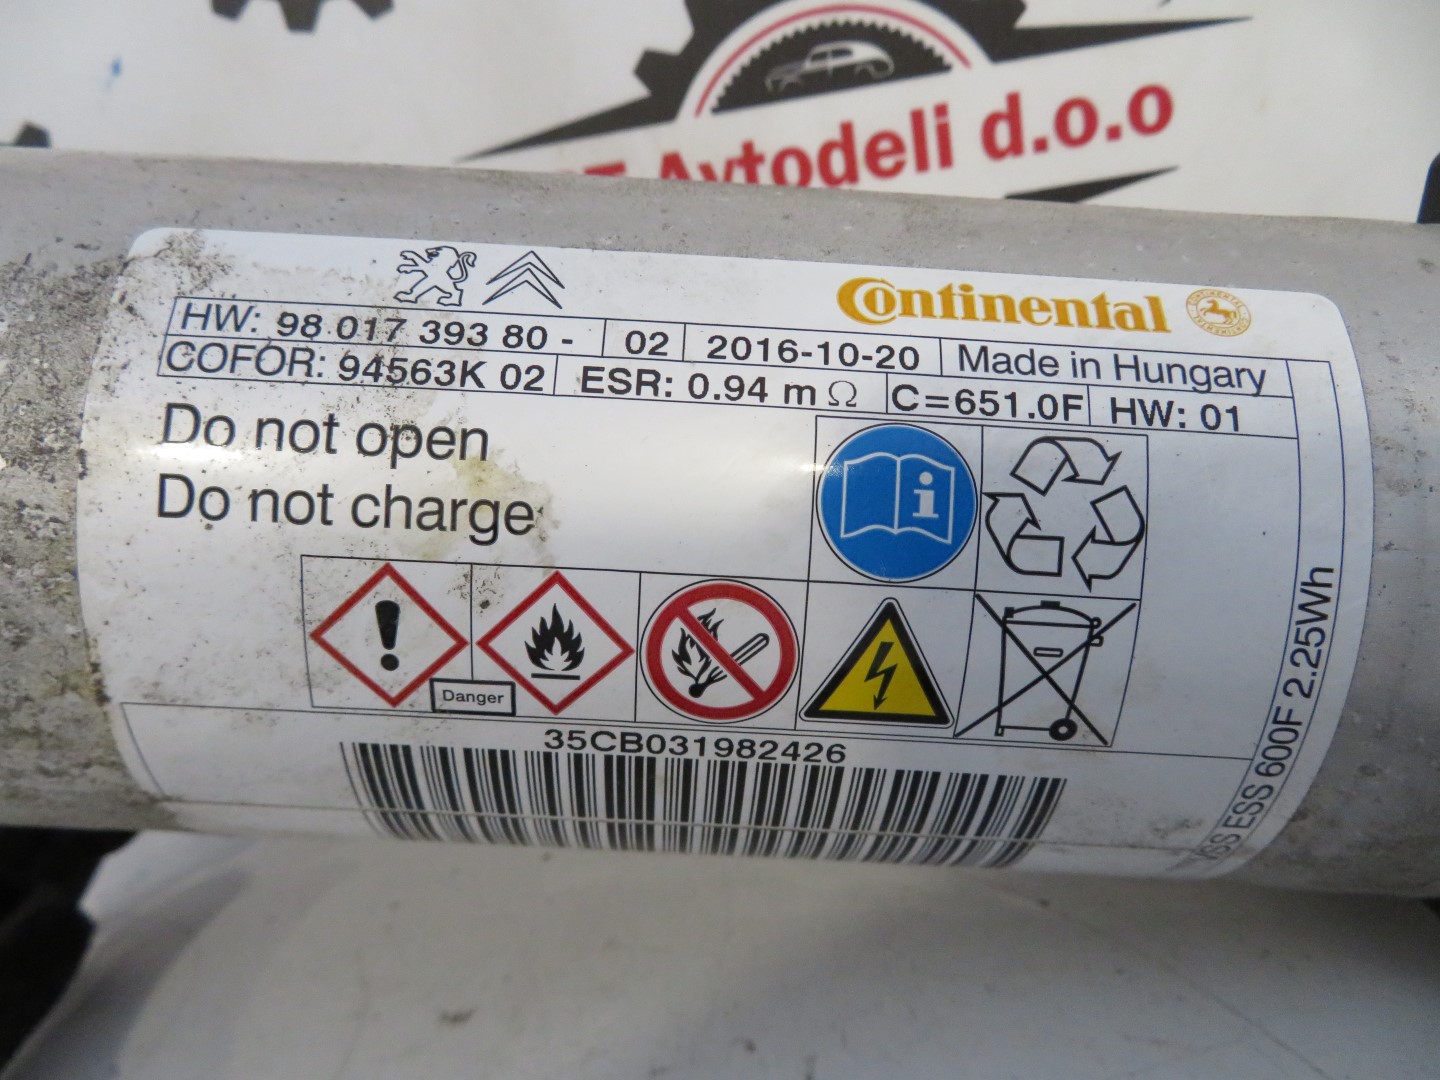 Avtodeli d.o.o
Continental
HW: 98 017 393 80 - 02 2016-10-20 Made in Hungary
COFOR: 94563K 02 ESR: 0.94 m Ω C=651.0F HW: 01
Do not open
Do not charge
Danger
35CB031982426
ESS 600F 2.25Wh